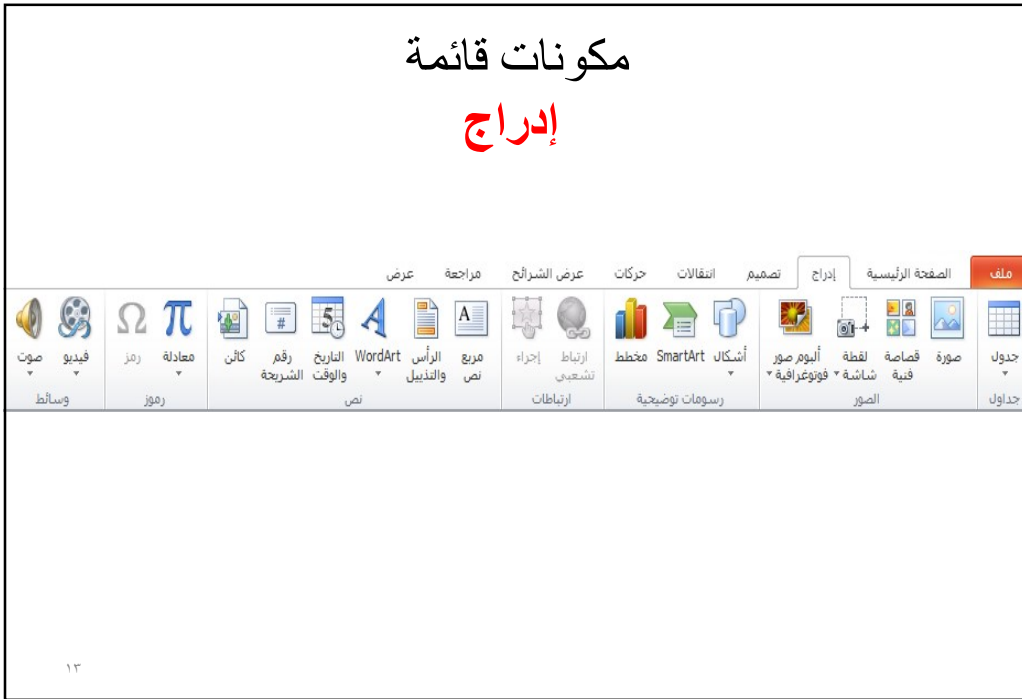 مكونات قائمة
إدراج
ملف الصفحة الرئيسية إدراج تصميم انتقالات حركات عرض الشرائح مراجعة عرض
جدول صورة قصاصة فنية لقطة شاشة ألبوم صور فوتوغرافية أشكال SmartArt مخطط ارتباط تشعبي إجراء مربع نص الرأس والتذييل WordArt التاريخ والوقت رقم الشريحة كائن معادلة رمز فيديو صوت
جداول الصور رسومات توضيحية ارتباطات نص رموز وسائط
١٣